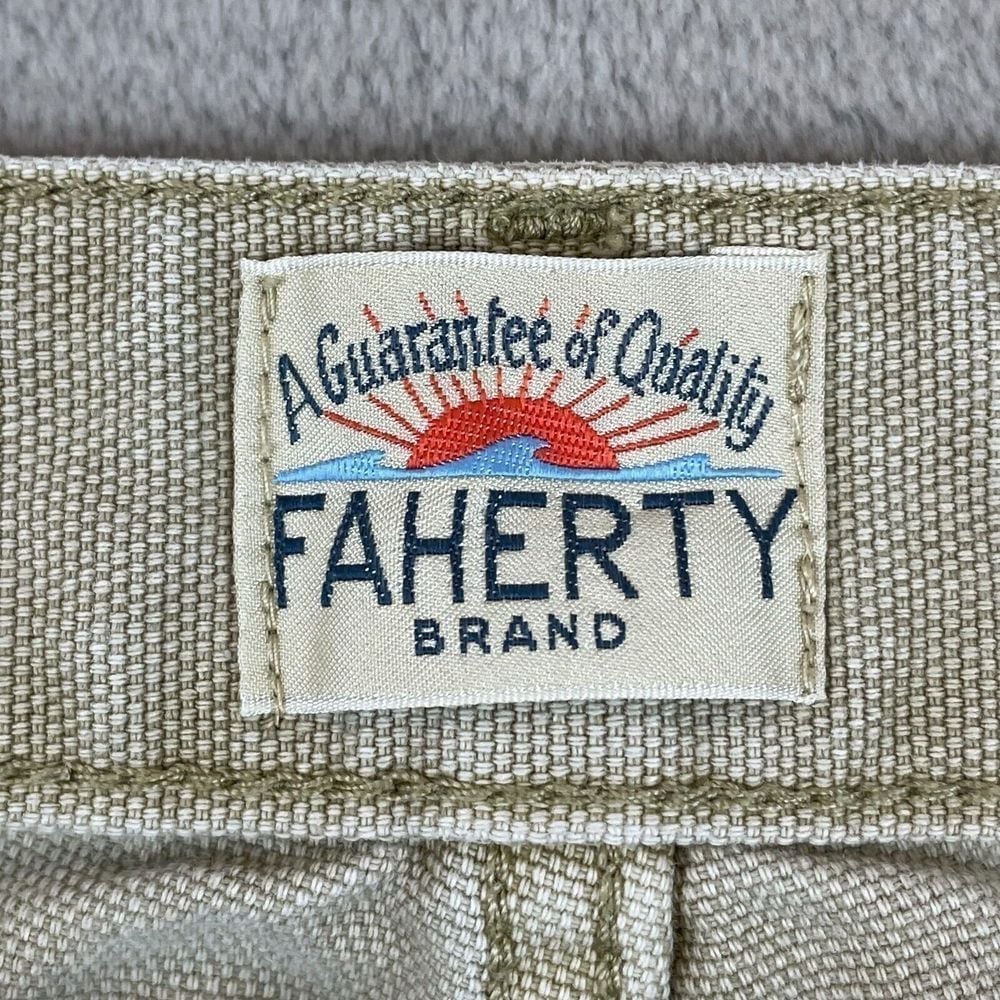 A Guarantee of Quality
FAHERTY
BRAND